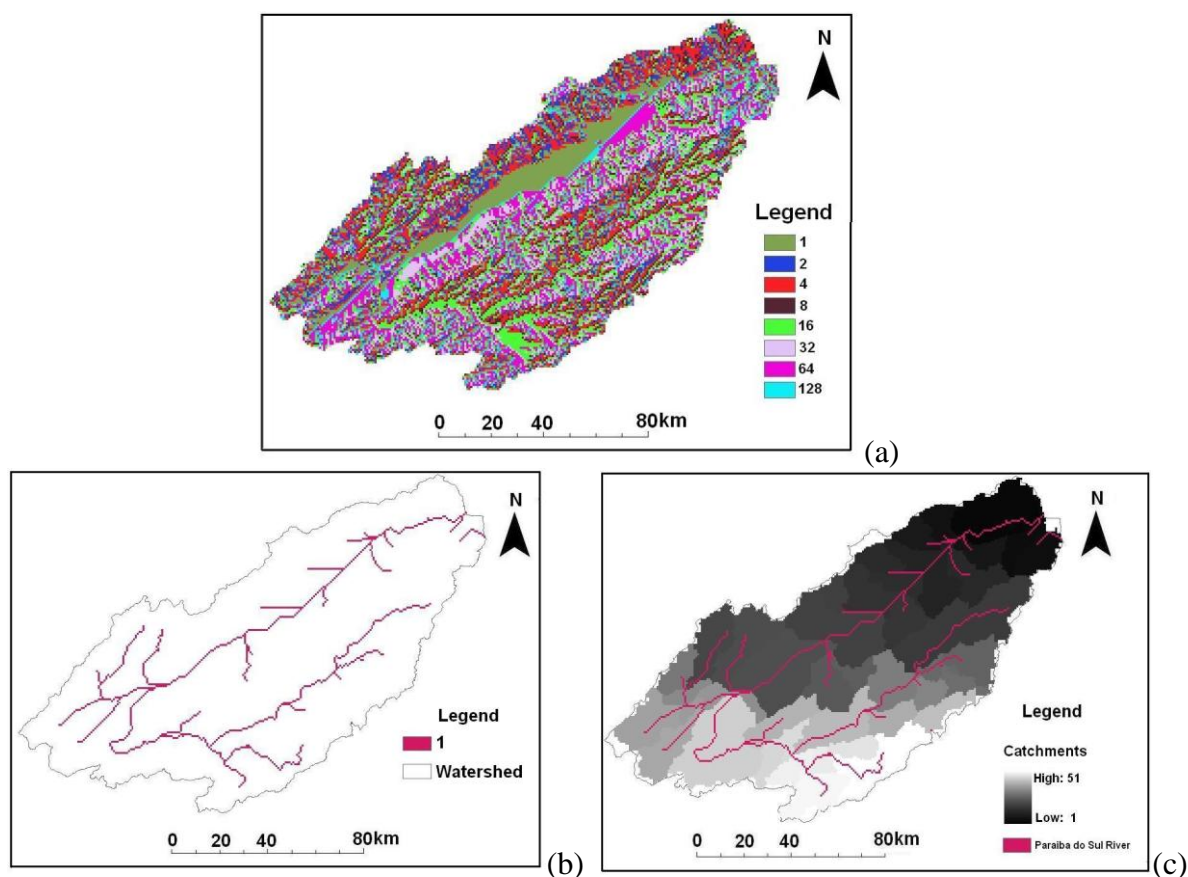 N
Legend
1
2
4
8
16
32
64
128
0 20 40 80km
(a)
N
Legend
1
Watershed
0 20 40 80km
(b)
N
Legend
Catchments
High: 51
Low: 1
Paraiba do Sul River
0 20 40 80km
(c)